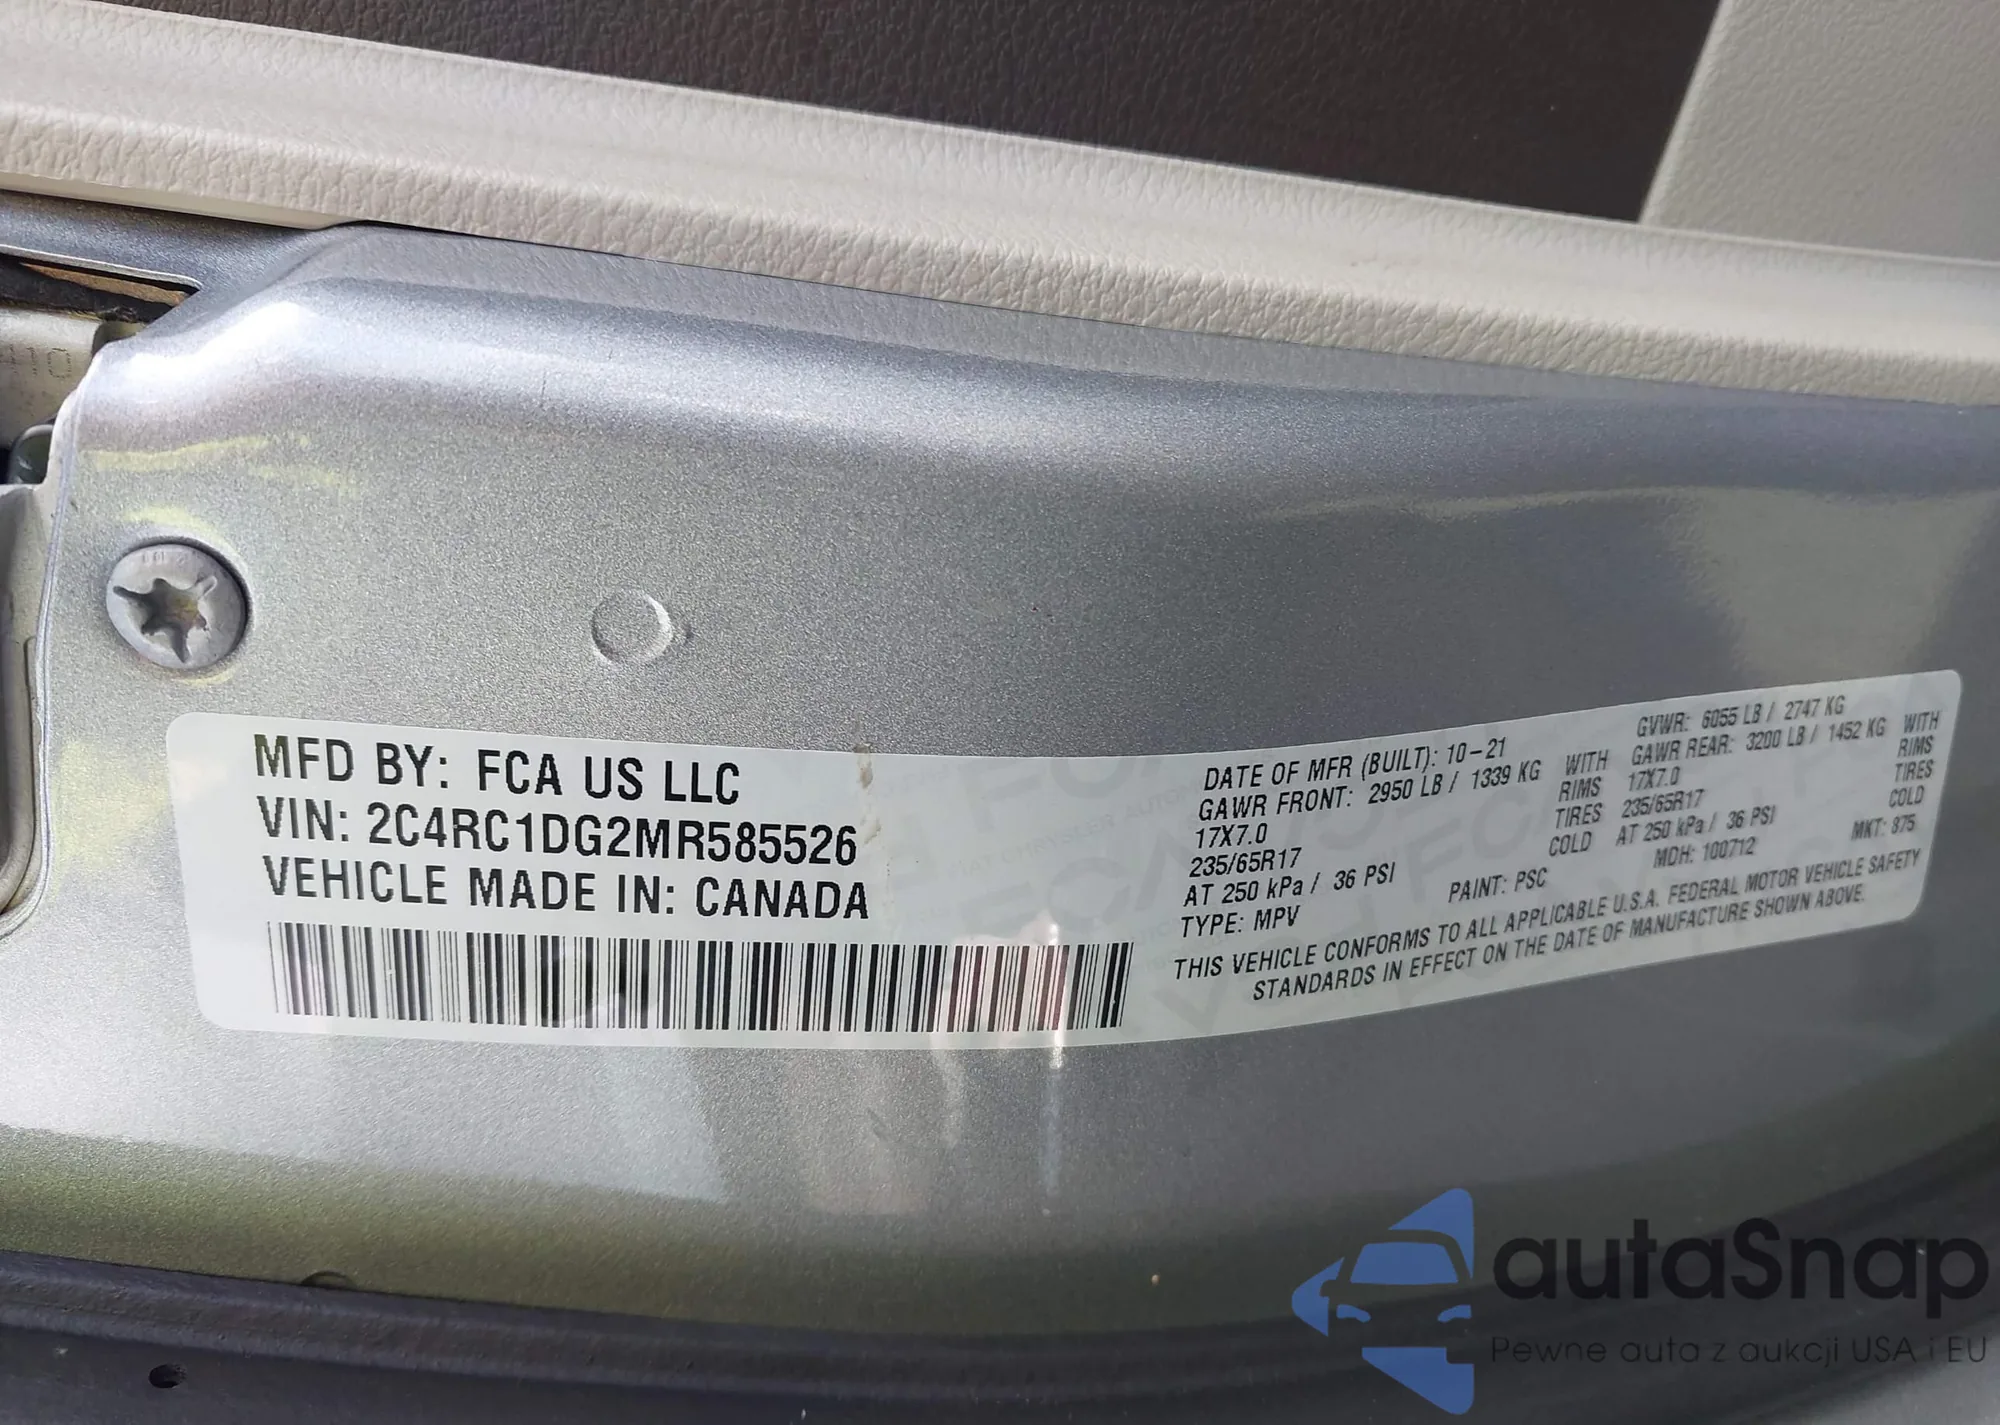 MFD BY: FCA US LLC
VIN: 2C4RC1DG2MR585526
VEHICLE MADE IN: CANADA
DATE OF MFR (BUILT): 10-21 GVWR: 6055 LB / 2747 KG
GAWR FRONT: 2950 LB / 1339 KG WITH GAWR REAR: 3200 LB / 1452 KG WITH
17X7.0 RIMS 17X7.0 RIMS
235/65R17 TIRES 235/65R17 TIRES
AT 250 kPa / 36 PSI COLD AT 250 kPa / 36 PSI COLD
TYPE: MPV PAINT: PSC MDH: 100712 MKT: 875
THIS VEHICLE CONFORMS TO ALL APPLICABLE U.S.A. FEDERAL MOTOR VEHICLE SAFETY
STANDARDS IN EFFECT ON THE DATE OF MANUFACTURE SHOWN ABOVE.
autaSnap
Pewne auta z aukcji USA i EU